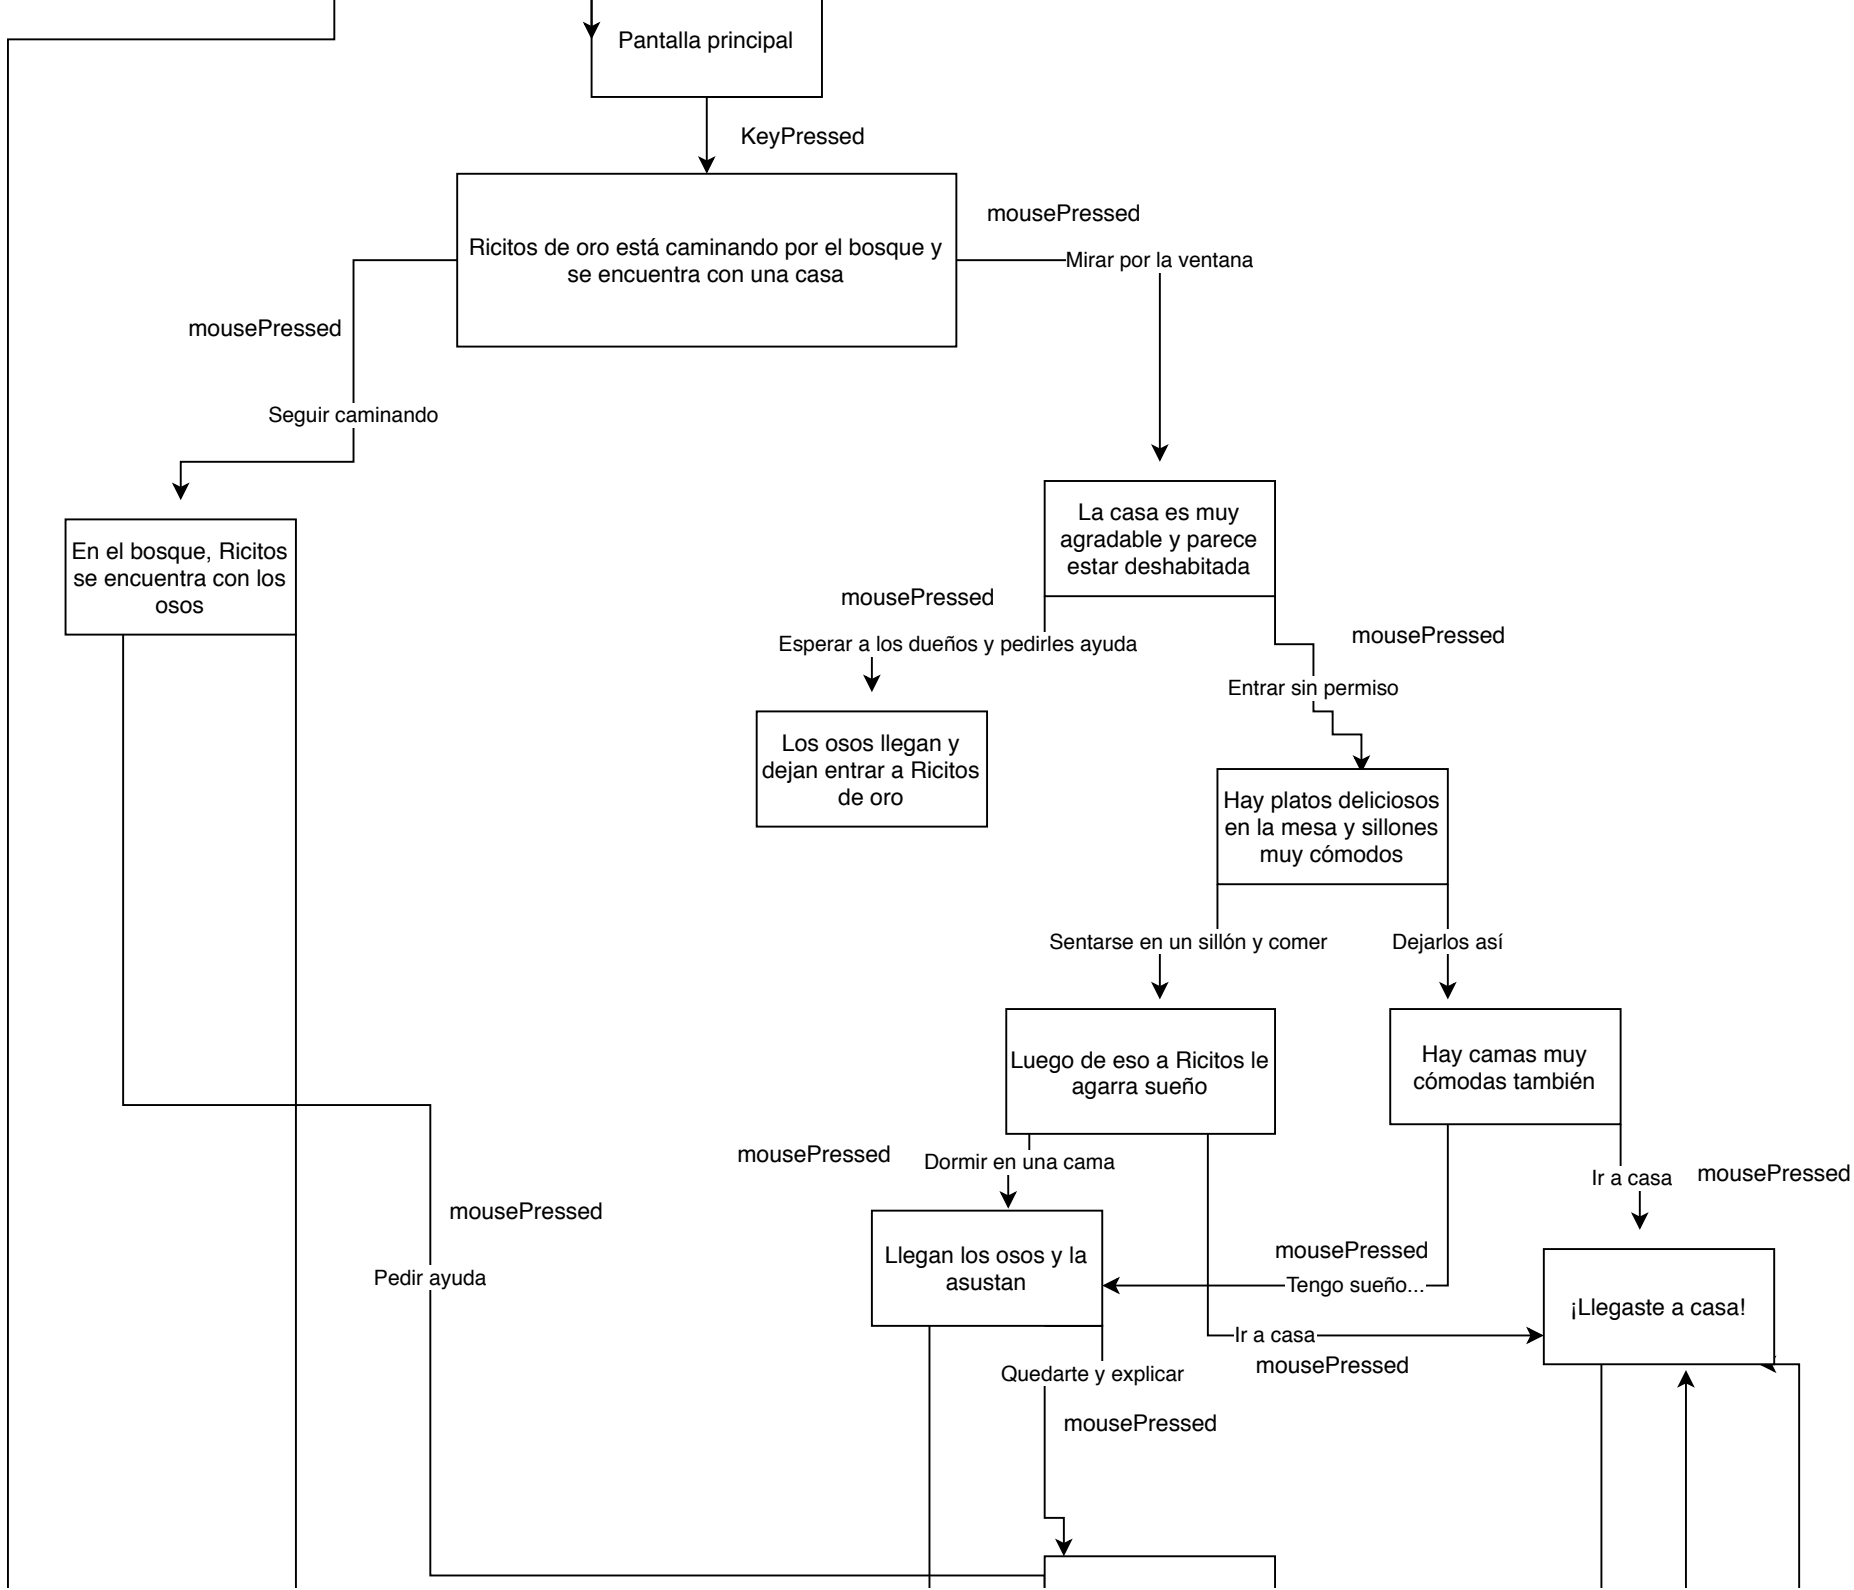 Pantalla principal
KeyPressed
mousePressed
Ricitos de oro está caminando por el bosque y
se encuentra con una casa
Mirar por la ventana
mousePressed
Seguir caminando
La casa es muy
agradable y parece
estar deshabitada
En el bosque, Ricitos
se encuentra con los
osos
mousePressed
Esperar a los dueños y pedirles ayuda
mousePressed
Entrar sin permiso
Los osos llegan y
dejan entrar a Ricitos
de oro
Hay platos deliciosos
en la mesa y sillones
muy cómodos
Sentarse en un sillón y comer
Dejarlos así
Luego de eso a Ricitos le
agarra sueño
Hay camas muy
cómodas también
mousePressed
Dormir en una cama
Ir a casa
mousePressed
mousePressed
Pedir ayuda
Llegan los osos y la
asustan
mousePressed
Tengo sueño...
¡Llegaste a casa!
Ir a casa
mousePressed
Quedarte y explicar
mousePressed